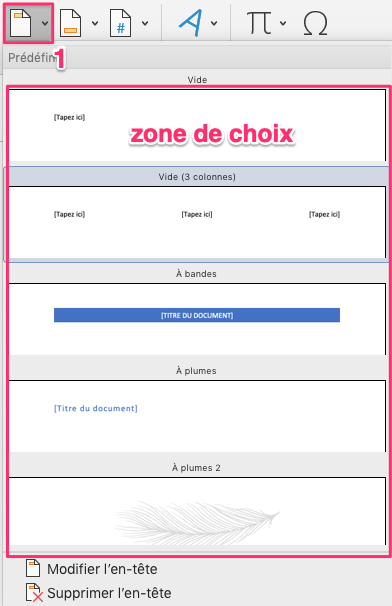 #
A
π
Ω
1
Prédéfin
Vide
[Tapez ici]
zone de choix
Vide (3 colonnes)
[Tapez ici] [Tapez ici] [Tapez ici]
À bandes
[TITRE DU DOCUMENT]
À plumes
[Titre du document]
À plumes 2
Modifier l'en-tête
Supprimer l'en-tête